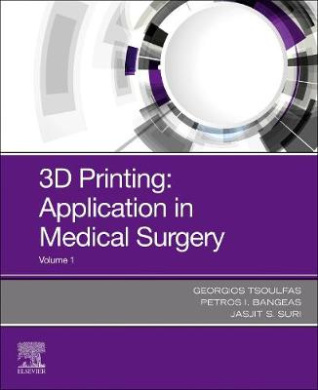 3D Printing:
Application in
Medical Surgery
Volume 1
GEORGIOS TSOULFAS
PETROS I. BANGEAS
JASJIT S. SURI
ELSEVIER